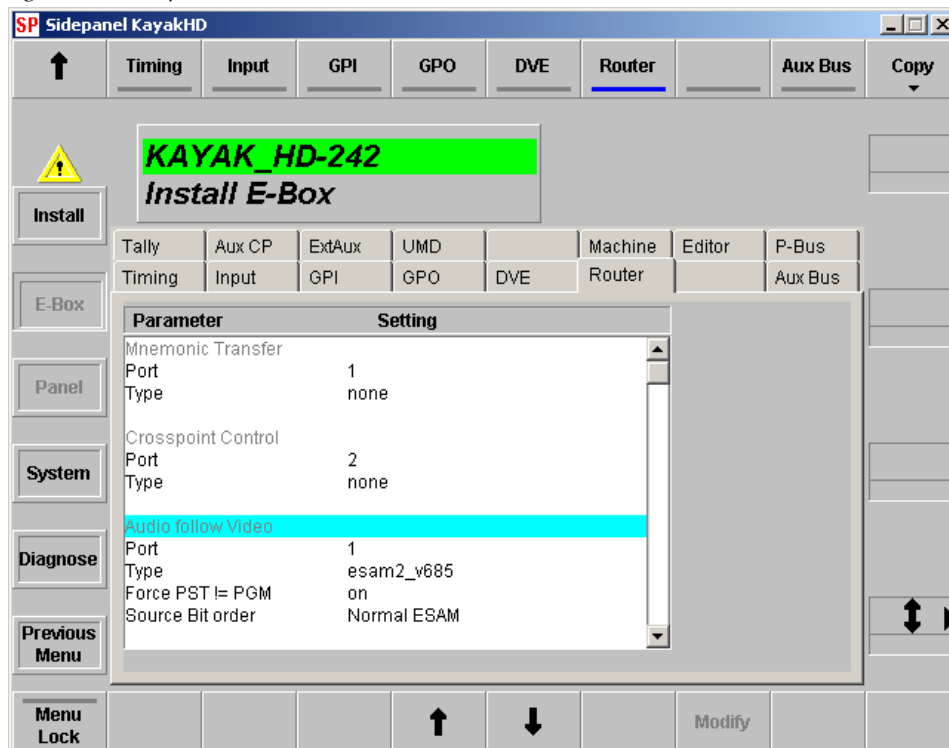 SP Sidepanel KayakHD
Timing Input GPI GPO DVE Router Aux Bus Copy
KAYAK_HD-242
Install E-Box
Install
Tally Aux CP ExtAux UMD Machine Editor P-Bus
Timing Input GPI GPO DVE Router Aux Bus
E-Box
Parameter Setting
Mnemonic Transfer
Port 1
Type none
Panel
Crosspoint Control
Port 2
Type none
System
Audio follow Video
Port 1
Type esam2_v685
Force PST != PGM on
Source Bit order Normal ESAM
Diagnose
Previous
Menu
Menu
Lock
Modify